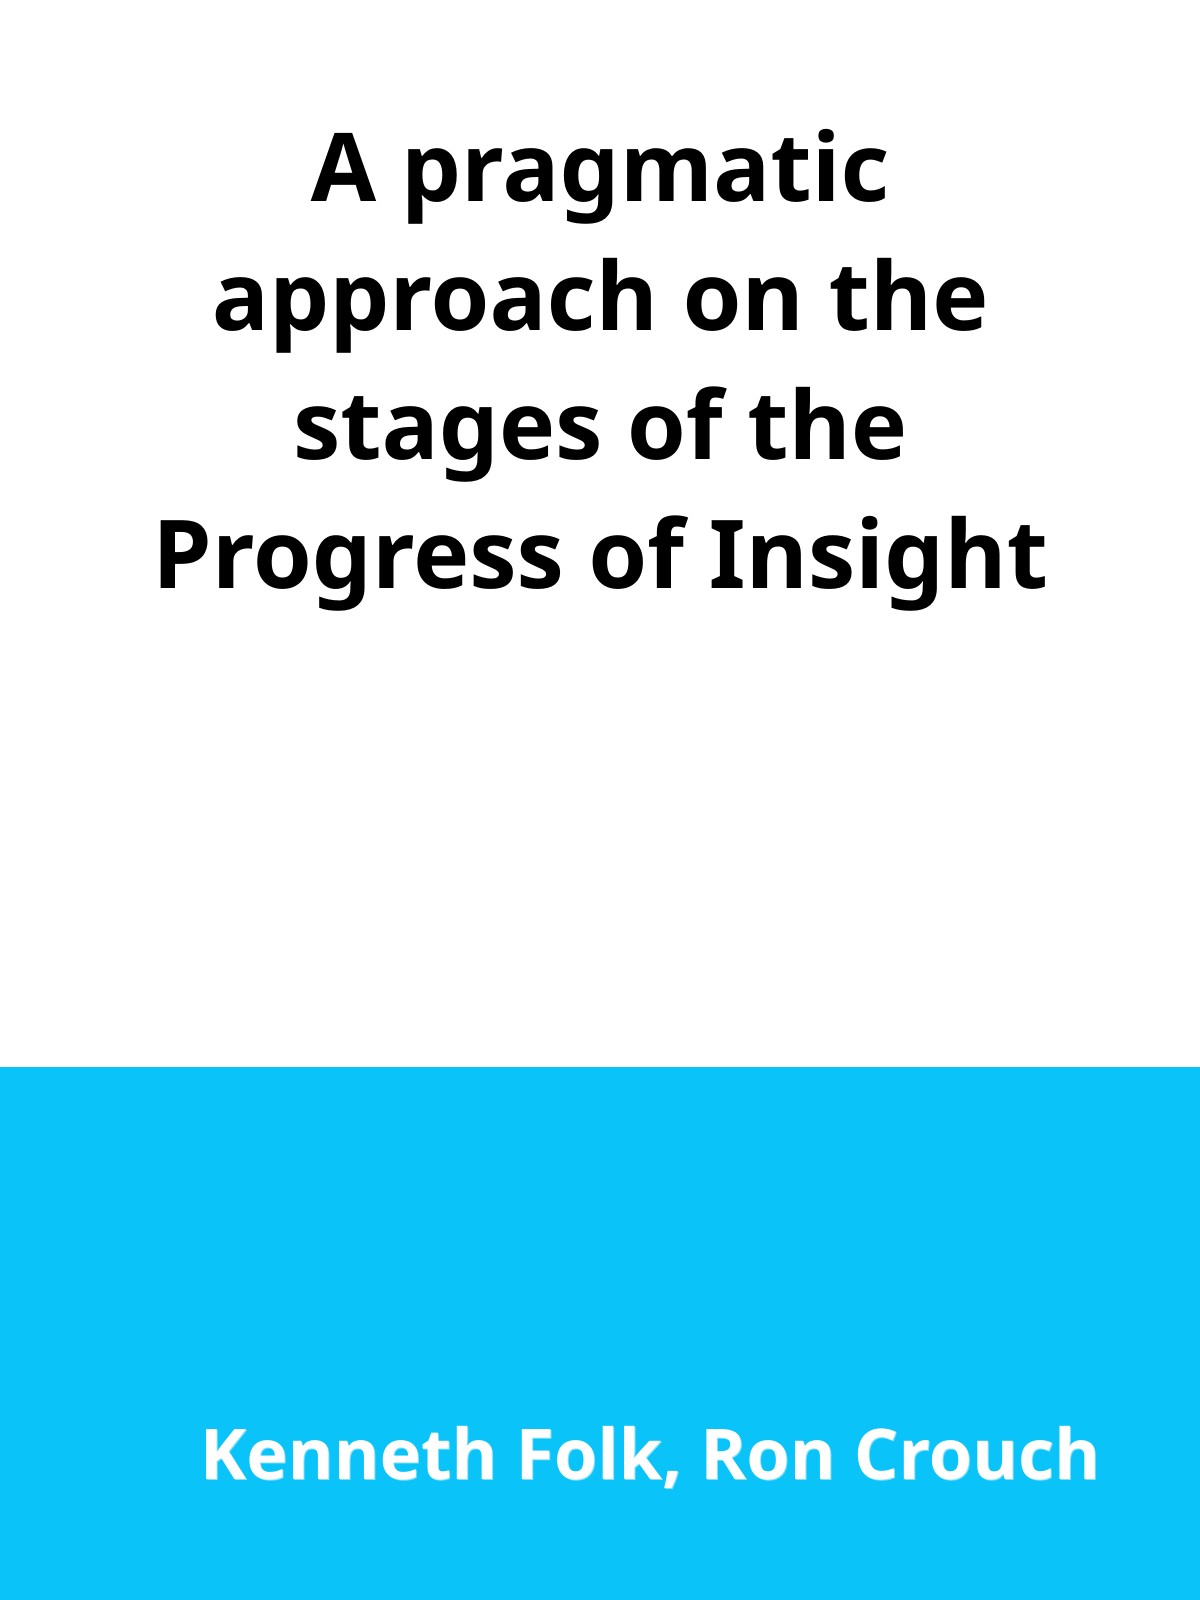 A pragmatic
approach on the
stages of the
Progress of Insight
Kenneth Folk, Ron Crouch